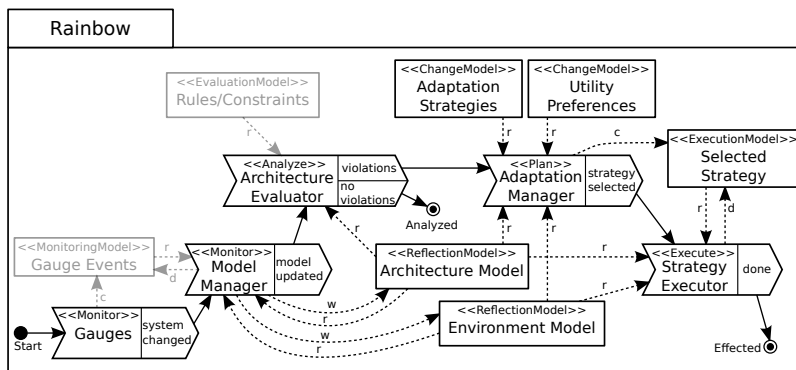 Rainbow
<<EvaluationModel>>
Rules/Constraints
<<ChangeModel>>
Adaptation
Strategies
<<ChangeModel>>
Utility
Preferences
r
r
r
c
<<ExecutionModel>>
Selected
Strategy
<<Analyze>>
Architecture
Evaluator
violations
no
violations
Analyzed
<<Plan>>
Adaptation
Manager
strategy
selected
r
d
r
r
r
<<MonitoringModel>>
Gauge Events
r
d
c
<<Monitor>>
Model
Manager
model
updated
<<ReflectionModel>>
Architecture Model
r
<<Execute>>
Strategy
Executor
done
w
r
r
<<ReflectionModel>>
Environment Model
w
r
Start
<<Monitor>>
Gauges
system
changed
Effected